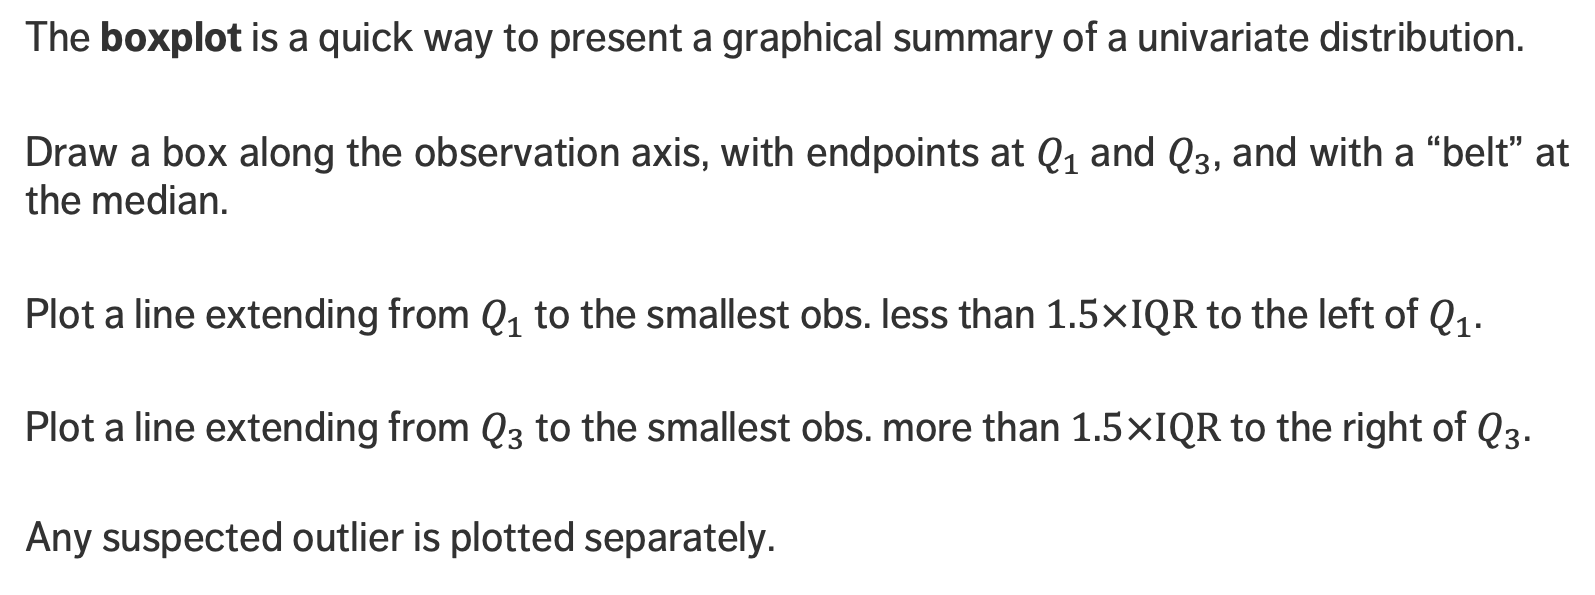 The boxplot is a quick way to present a graphical summary of a univariate distribution.
Draw a box along the observation axis, with endpoints at Q₁ and Q₃, and with a “belt” at
the median.
Plot a line extending from Q₁ to the smallest obs. less than 1.5×IQR to the left of Q₁.
Plot a line extending from Q₃ to the smallest obs. more than 1.5×IQR to the right of Q₃.
Any suspected outlier is plotted separately.